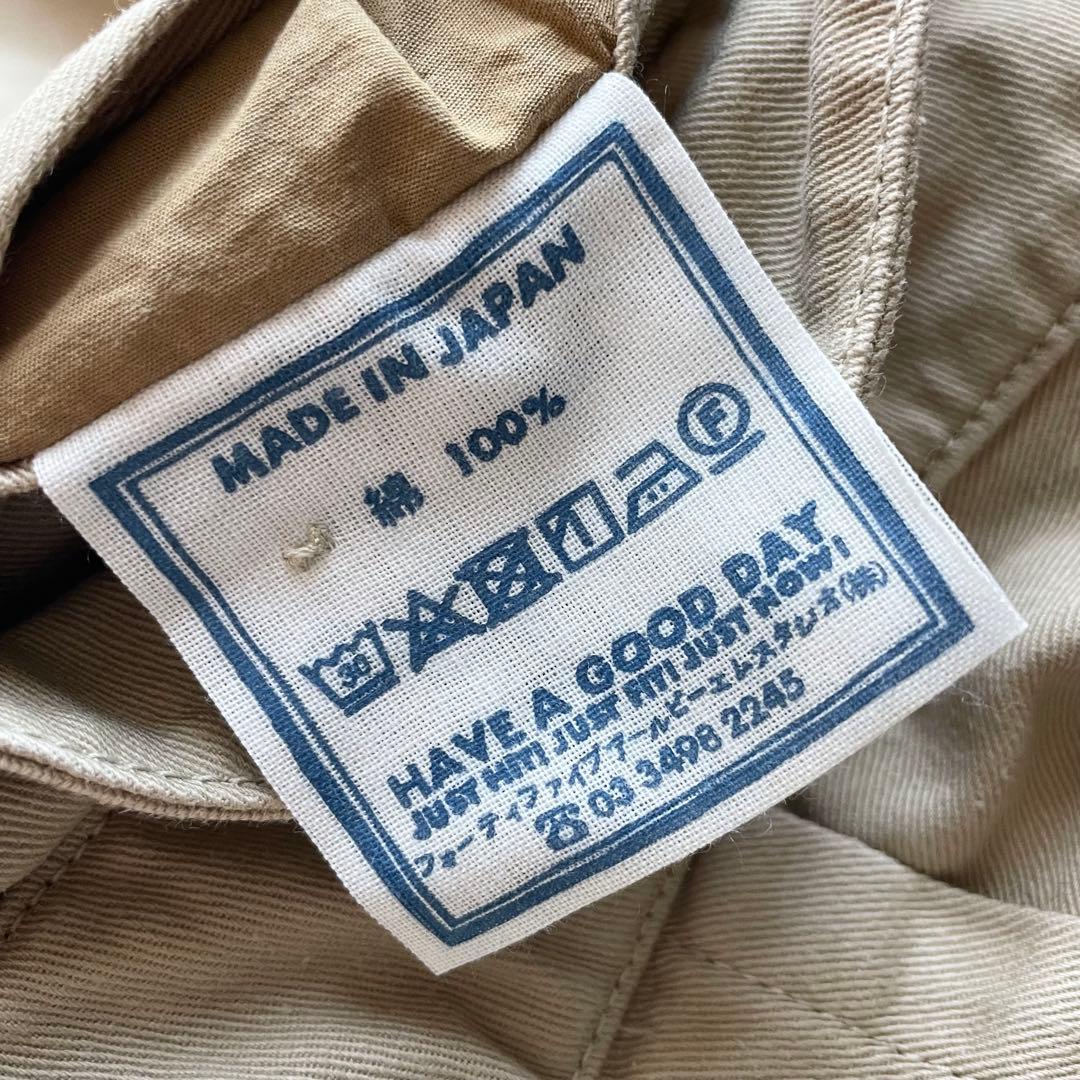 MADE IN JAPAN
綿 100%
30 F
HAVE A GOOD DAY
JUST HIT! JUST FIT! JUST NOW!
フォーティファイブアールピーエムスタジオ(株)
☎03 3498 2245